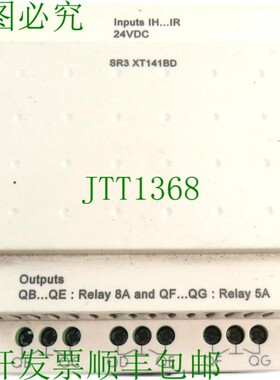 图必究
Inputs IH...IR
24VDC
SR3 XT141BD
JTT1368
Outputs
QB...QE : Relay 8A and QF...QG : Relay 5A
QG
开发票顺丰包邮